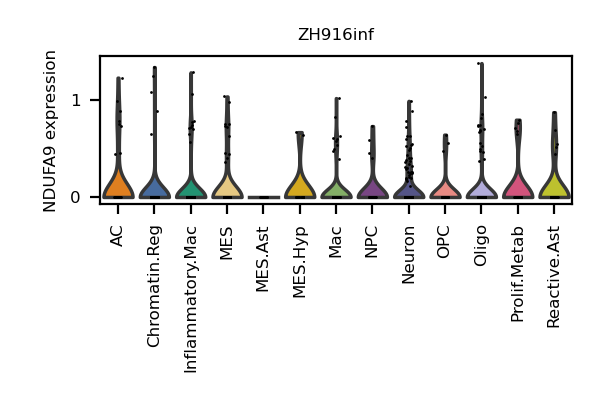 ZH916inf
NDUFA9 expression
1
0
AC
Chromatin.Reg
Inflammatory.Mac
MES
MES.Ast
MES.Hyp
Mac
NPC
Neuron
OPC
Oligo
Prolif.Metab
Reactive.Ast